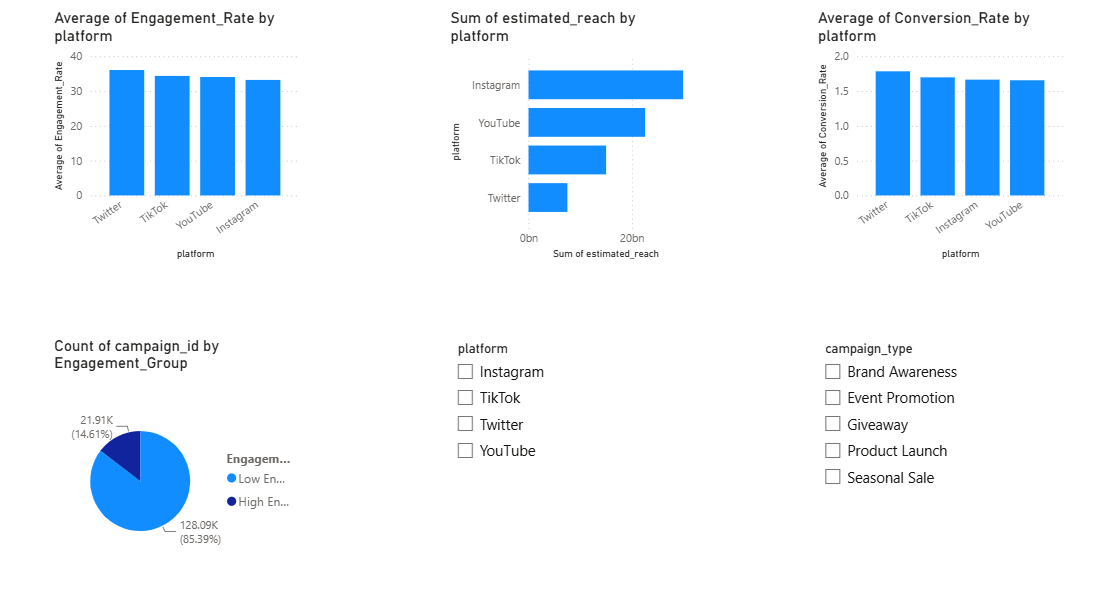 Average of Engagement_Rate by
platform
Average of Engagement_Rate
40
30
20
10
0
Twitter
TikTok
YouTube
Instagram
platform
Sum of estimated_reach by
platform
platform
Instagram
YouTube
TikTok
Twitter
0bn
20bn
Sum of estimated_reach
Average of Conversion_Rate by
platform
Average of Conversion_Rate
2.0
1.5
1.0
0.5
0.0
Twitter
TikTok
Instagram
YouTube
platform
Count of campaign_id by
Engagement_Group
21.91K
(14.61%)
128.09K
(85.39%)
Engagem...
Low En...
High En...
platform
Instagram
TikTok
Twitter
YouTube
campaign_type
Brand Awareness
Event Promotion
Giveaway
Product Launch
Seasonal Sale